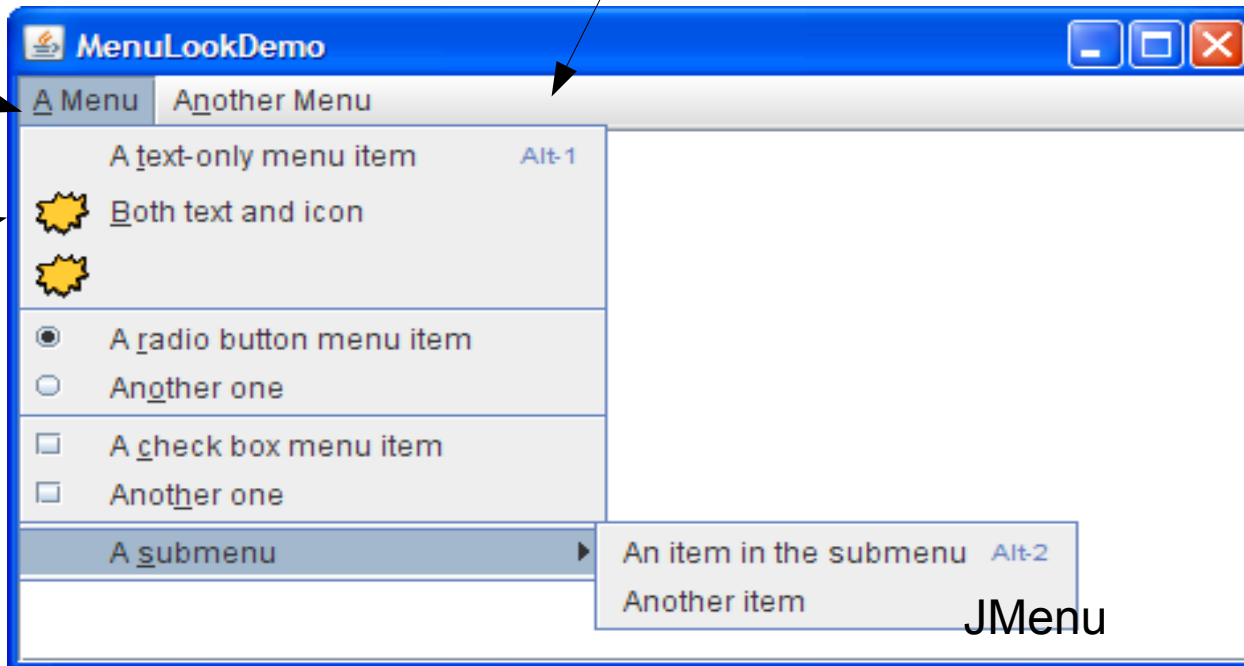 MenuLookDemo
A Menu Another Menu
A text-only menu item Alt-1
Both text and icon
A radio button menu item
Another one
A check box menu item
Another one
A submenu
An item in the submenu Alt-2
Another item
JMenu